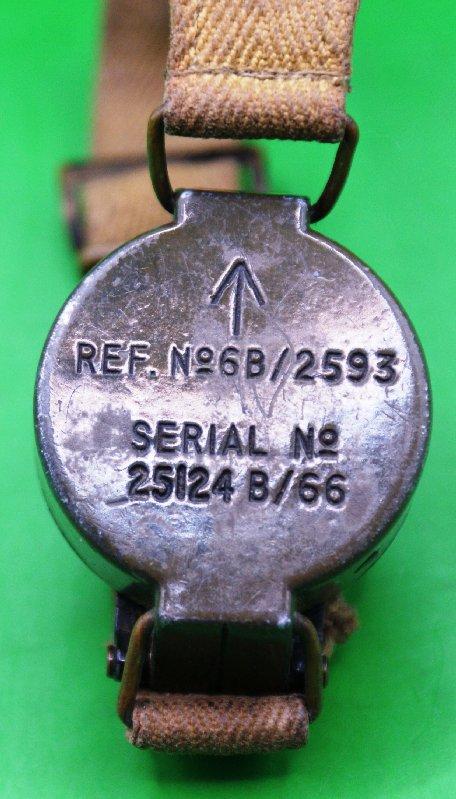 REF. Nº6B/2593
SERIAL Nº
25124 B/66